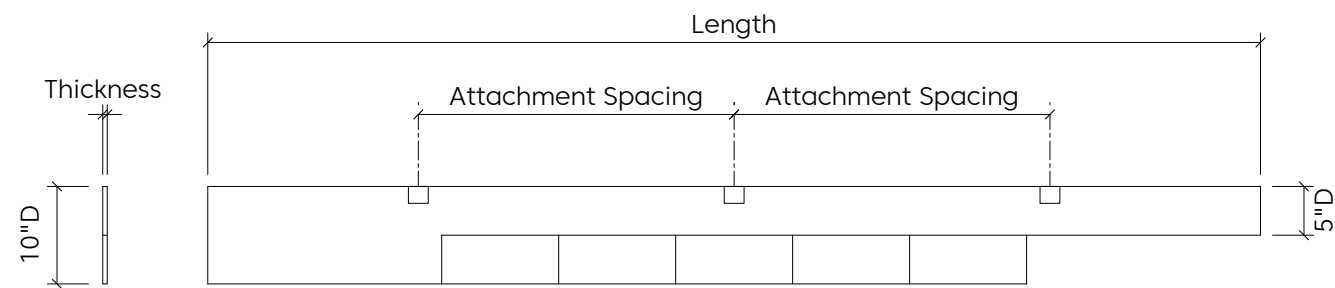 Length
Thickness
Attachment Spacing
Attachment Spacing
10"D
5"D